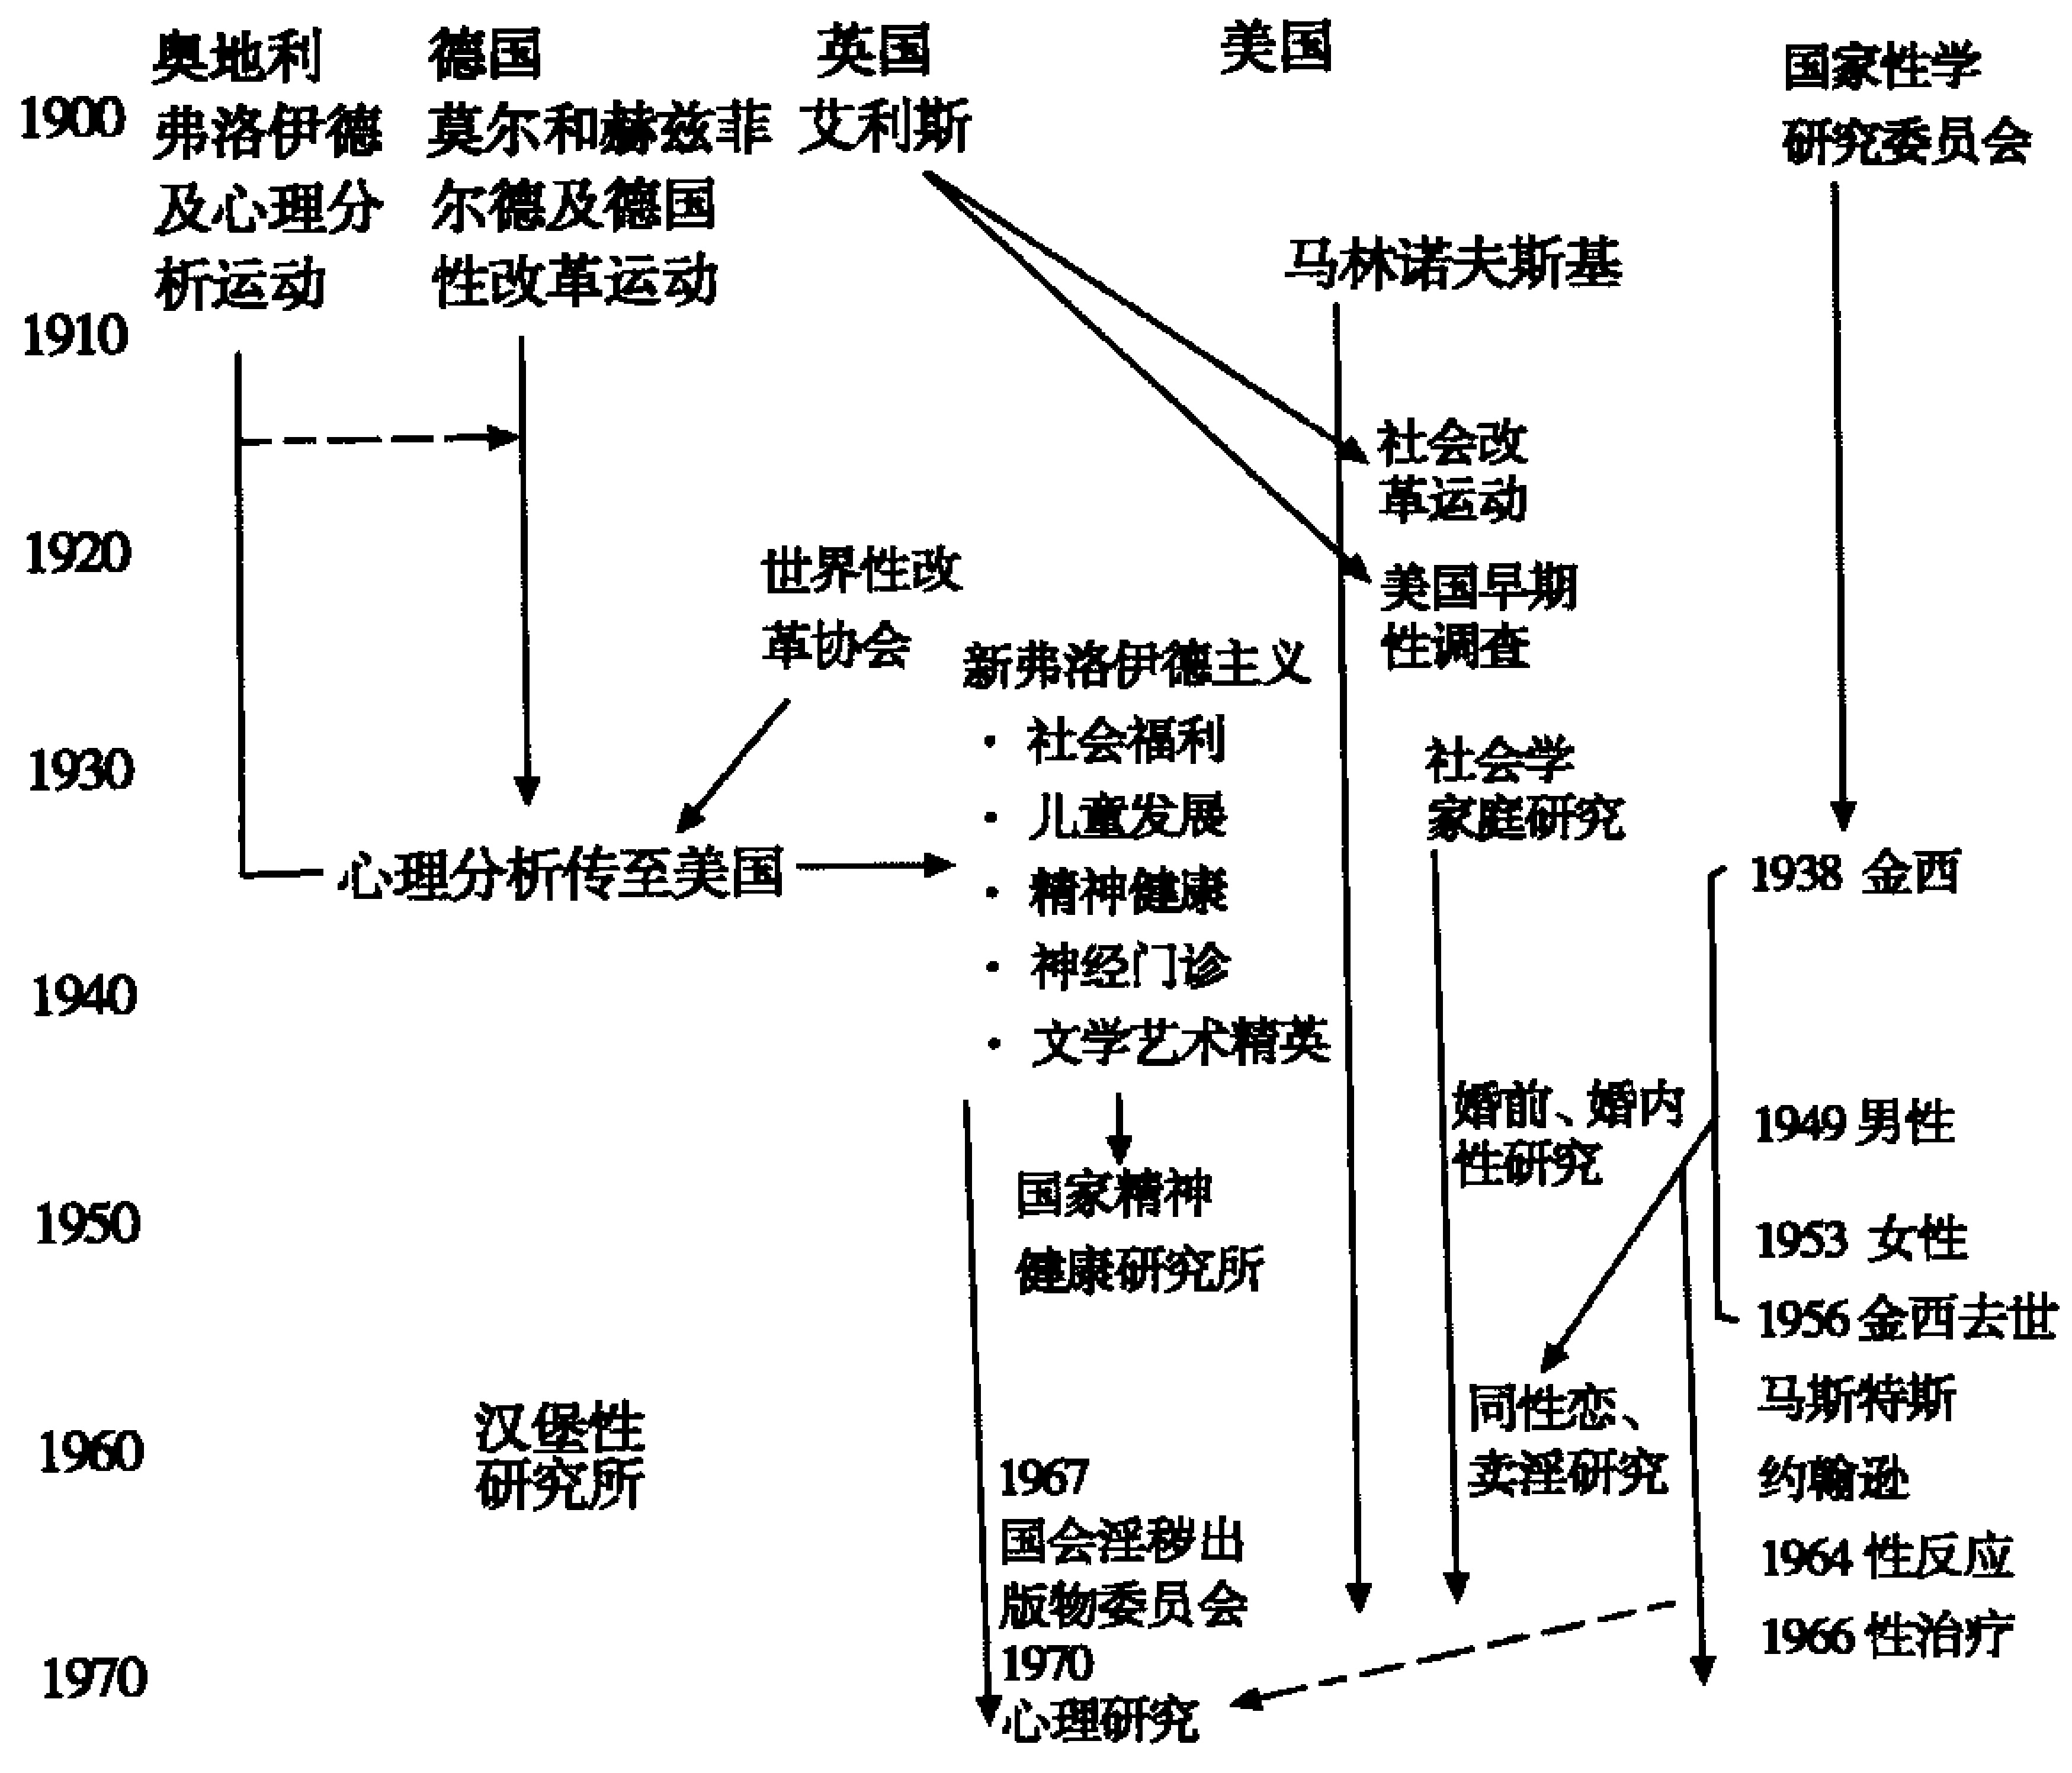 奥地利
德国
英国
美国
国家性学
研究委员会
1900
弗洛伊德
及心理分
析运动
莫尔和赫兹菲
尔德及德国
性改革运动
艾利斯
马林诺夫斯基
1910
社会改
革运动
1920
世界性改
革协会
美国早期
性调查
新弗洛伊德主义
· 社会福利
· 儿童发展
· 精神健康
· 神经门诊
· 文学艺术精英
1930
社会学
家庭研究
心理分析传至美国
1938 金西
1940
婚前、婚内
性研究
1949 男性
国家精神
健康研究所
1950
1953 女性
1956 金西去世
马斯特斯
约翰逊
1960
汉堡性
研究所
同性恋、
卖淫研究
1967
国会淫秽出
版物委员会
1970
心理研究
1964 性反应
1966 性治疗
1970